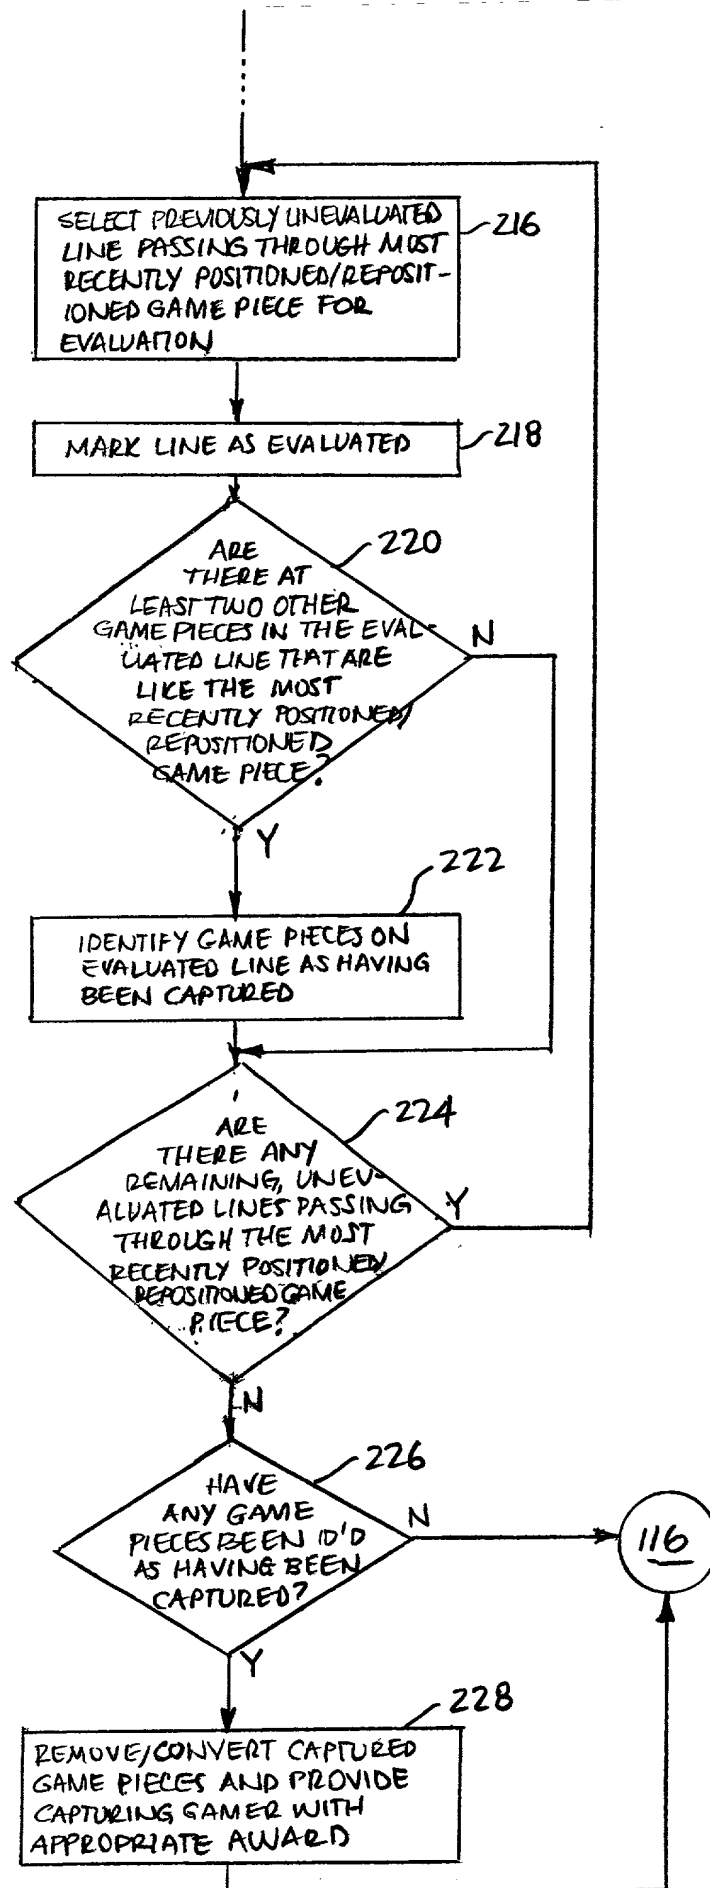 SELECT PREVIOUSLY UNEVALUATED
LINE PASSING THROUGH MOST
RECENTLY POSITIONED/REPOSIT-
IONED GAME PIECE FOR
EVALUATION
216
MARK LINE AS EVALUATED
218
220
ARE
THERE AT
LEAST TWO OTHER
GAME PIECES IN THE EVAL-
UATED LINE THAT ARE
LIKE THE MOST
RECENTLY POSITIONED/
REPOSITIONED
GAME PIECE?
N
Y
222
IDENTIFY GAME PIECES ON
EVALUATED LINE AS HAVING
BEEN CAPTURED
224
ARE
THERE ANY
REMAINING, UNEV-
ALUATED LINES PASSING
THROUGH THE MOST
RECENTLY POSITIONED/
REPOSITIONED GAME
PIECE?
Y
N
226
HAVE
ANY GAME
PIECES BEEN ID'D
AS HAVING BEEN
CAPTURED?
N
116
Y
228
REMOVE/CONVERT CAPTURED
GAME PIECES AND PROVIDE
CAPTURING GAMER WITH
APPROPRIATE AWARD